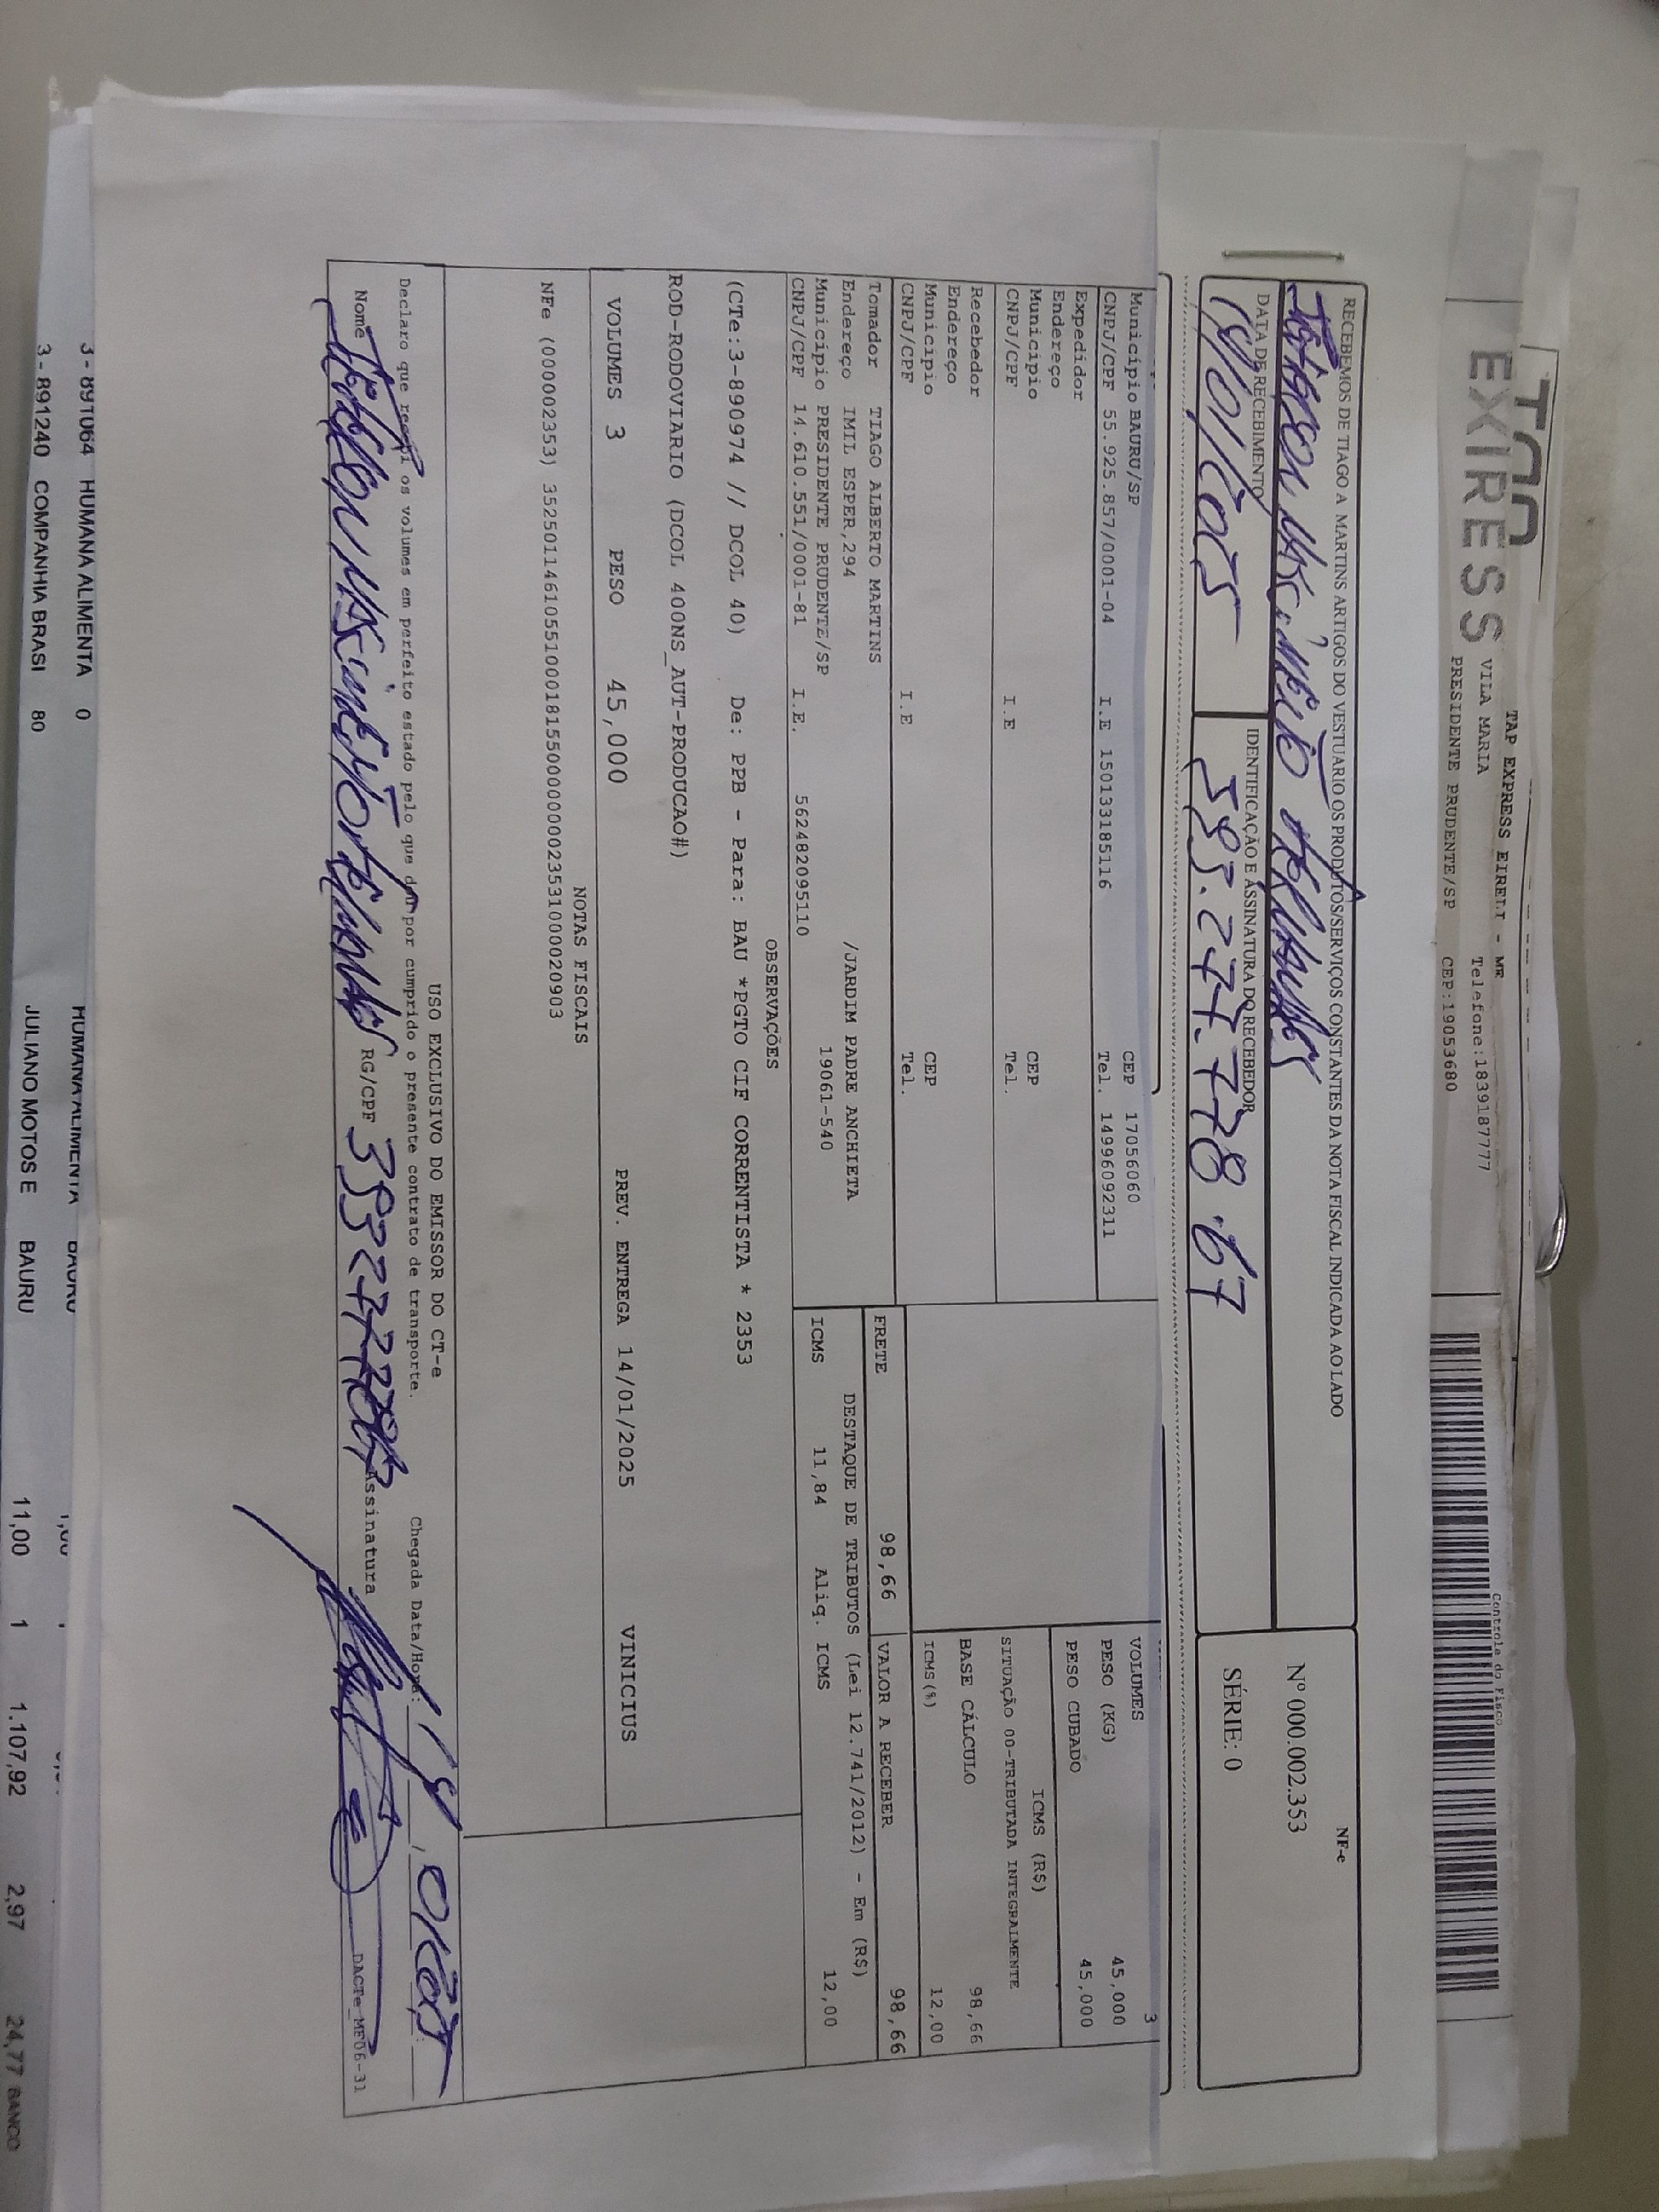 TAP EXPRESS EIRELI - ME
EXPRESS
VILA MARIA Telefone:1839187777
PRESIDENTE PRUDENTE/SP CEP:19053680
Controle do Fisco
RECEBEMOS DE TIAGO A MARTINS ARTIGOS DO VESTUARIO OS PRODUTOS/SERVIÇOS CONSTANTES DA NOTA FISCAL INDICADA AO LADO
NF-e
Nº 000.002.353
SÉRIE: 0
DATA DE RECEBIMENTO
IDENTIFICAÇÃO E ASSINATURA DO RECEBEDOR
395.277.778.67
Município BAURU/SP CEP 17056060
CNPJ/CPF 55.925.857/0001-04 I.E 150133185116 Tel. 14996092311
Expedidor
Endereço
Município CEP
CNPJ/CPF I.E Tel.
Recebedor
Endereço
Município CEP
CNPJ/CPF I.E Tel.
Tomador TIAGO ALBERTO MARTINS
Endereço IMIL ESPER,294 /JARDIM PADRE ANCHIETA
Município PRESIDENTE PRUDENTE/SP 19061-540
CNPJ/CPF 14.610.551/0001-81 I.E. 562482095110
VOLUMES 3
PESO (KG) 45,000
PESO CUBADO 45,000
ICMS (R$)
SITUAÇÃO 00-TRIBUTADA INTEGRALMENTE
BASE CÁLCULO 98,66
ICMS(%) 12,00
FRETE 98,66 VALOR A RECEBER 98,66
DESTAQUE DE TRIBUTOS (Lei 12.741/2012) - Em (R$)
ICMS 11,84 Aliq. ICMS 12,00
OBSERVAÇÕES
(CTe:3-890974 // DCOL 40) De: PPB - Para: BAU *PGTO CIF CORRENTISTA * 2353
ROD-RODOVIARIO (DCOL 400NS_AUT-PRODUCAO#)
VOLUMES 3 PESO 45,000 PREV. ENTREGA 14/01/2025 VINICIUS
NOTAS FISCAIS
NFe (000002353) 35250114610551000181550000000023531000020903
USO EXCLUSIVO DO EMISSOR DO CT-e
Declaro que recebi os volumes em perfeito estado pelo que dou por cumprido o presente contrato de transporte. Chegada Data/Hora:
Nome RG/CPF Assinatura
DACTe_MF06-31
3 - 891064 HUMANA ALIMENTA 0 HUMANA ALIMENTA BAURU
3 - 891240 COMPANHIA BRASI 80 JULIANO MOTOS E BAURU 11,00 1 1.107,92 2,97 24,77 BANCO